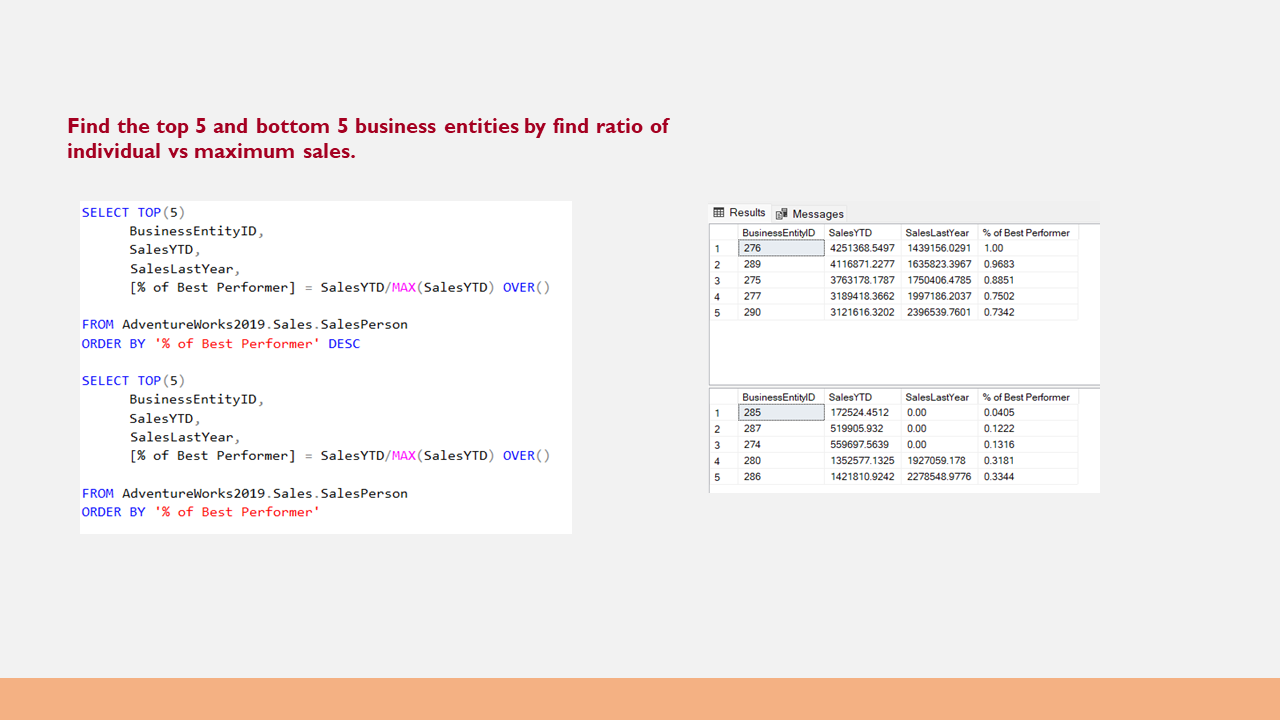 Find the top 5 and bottom 5 business entities by find ratio of
individual vs maximum sales.
SELECT TOP(5)
BusinessEntityID,
SalesYTD,
SalesLastYear,
[% of Best Performer] = SalesYTD/MAX(SalesYTD) OVER()
FROM AdventureWorks2019.Sales.SalesPerson
ORDER BY '% of Best Performer' DESC
SELECT TOP(5)
BusinessEntityID,
SalesYTD,
SalesLastYear,
[% of Best Performer] = SalesYTD/MAX(SalesYTD) OVER()
FROM AdventureWorks2019.Sales.SalesPerson
ORDER BY '% of Best Performer'
Results Messages
BusinessEntityID SalesYTD SalesLastYear % of Best Performer
1 276 4251368.5497 1439156.0291 1.00
2 289 4116871.2277 1635823.3967 0.9683
3 275 3763178.1787 1750406.4785 0.8851
4 277 3189418.3662 1997186.2037 0.7502
5 290 3121616.3202 2396539.7601 0.7342
BusinessEntityID SalesYTD SalesLastYear % of Best Performer
1 285 172524.4512 0.00 0.0405
2 287 519905.932 0.00 0.1222
3 274 559697.5639 0.00 0.1316
4 280 1352577.1325 1927059.178 0.3181
5 286 1421810.9242 2278548.9776 0.3344